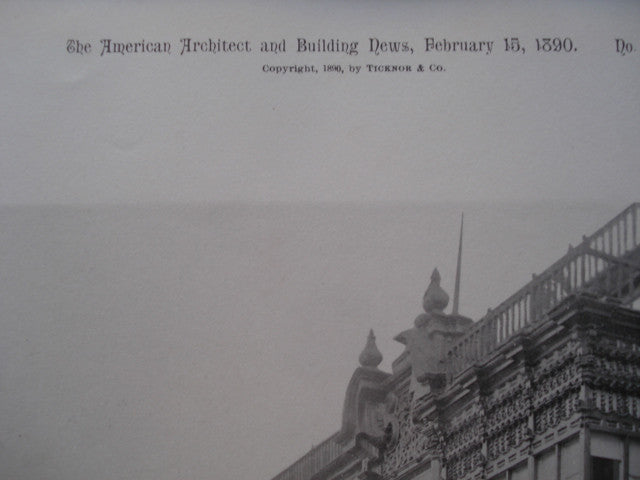 The American Architect and Building News, February 15, 1890. No.
Copyright, 1890, by TICKNOR & CO.